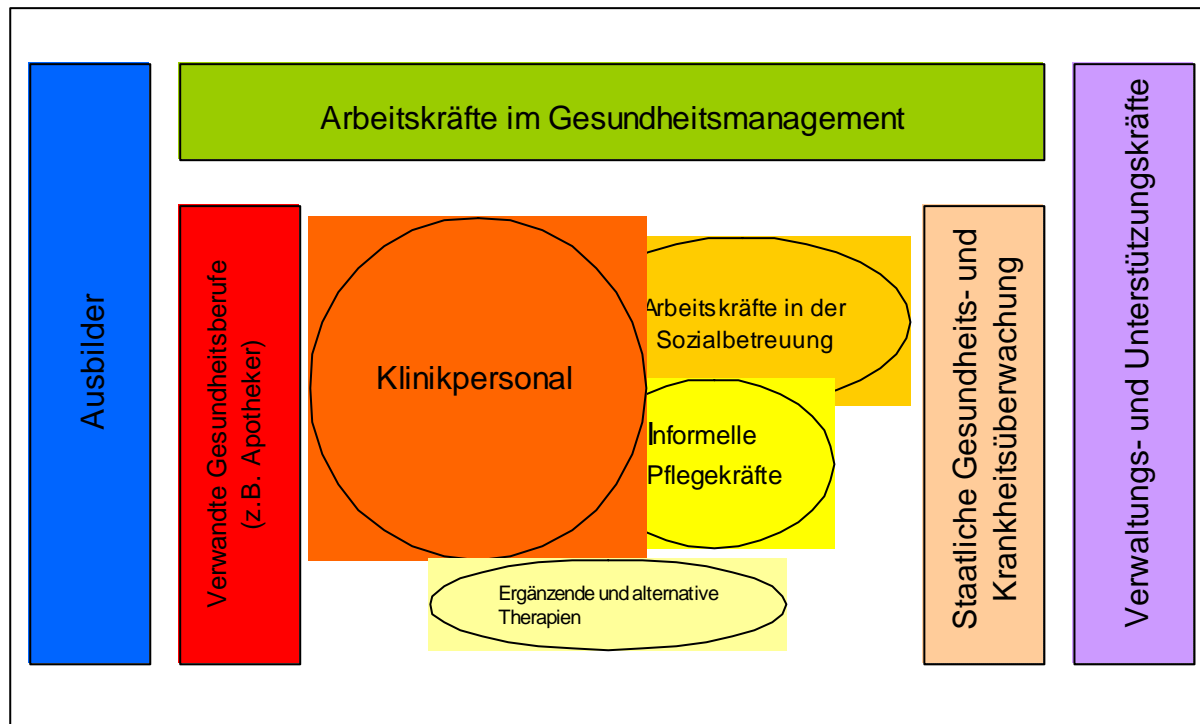 Ausbilder
Arbeitskräfte im Gesundheitsmanagement
Verwandte Gesundheitsberufe
(z.B. Apotheker)
Klinikpersonal
Arbeitskräfte in der
Sozialbetreuung
Informelle
Pflegekräfte
Ergänzende und alternative
Therapien
Staatliche Gesundheits- und
Krankheitsüberwachung
Verwaltungs- und Unterstützungskräfte